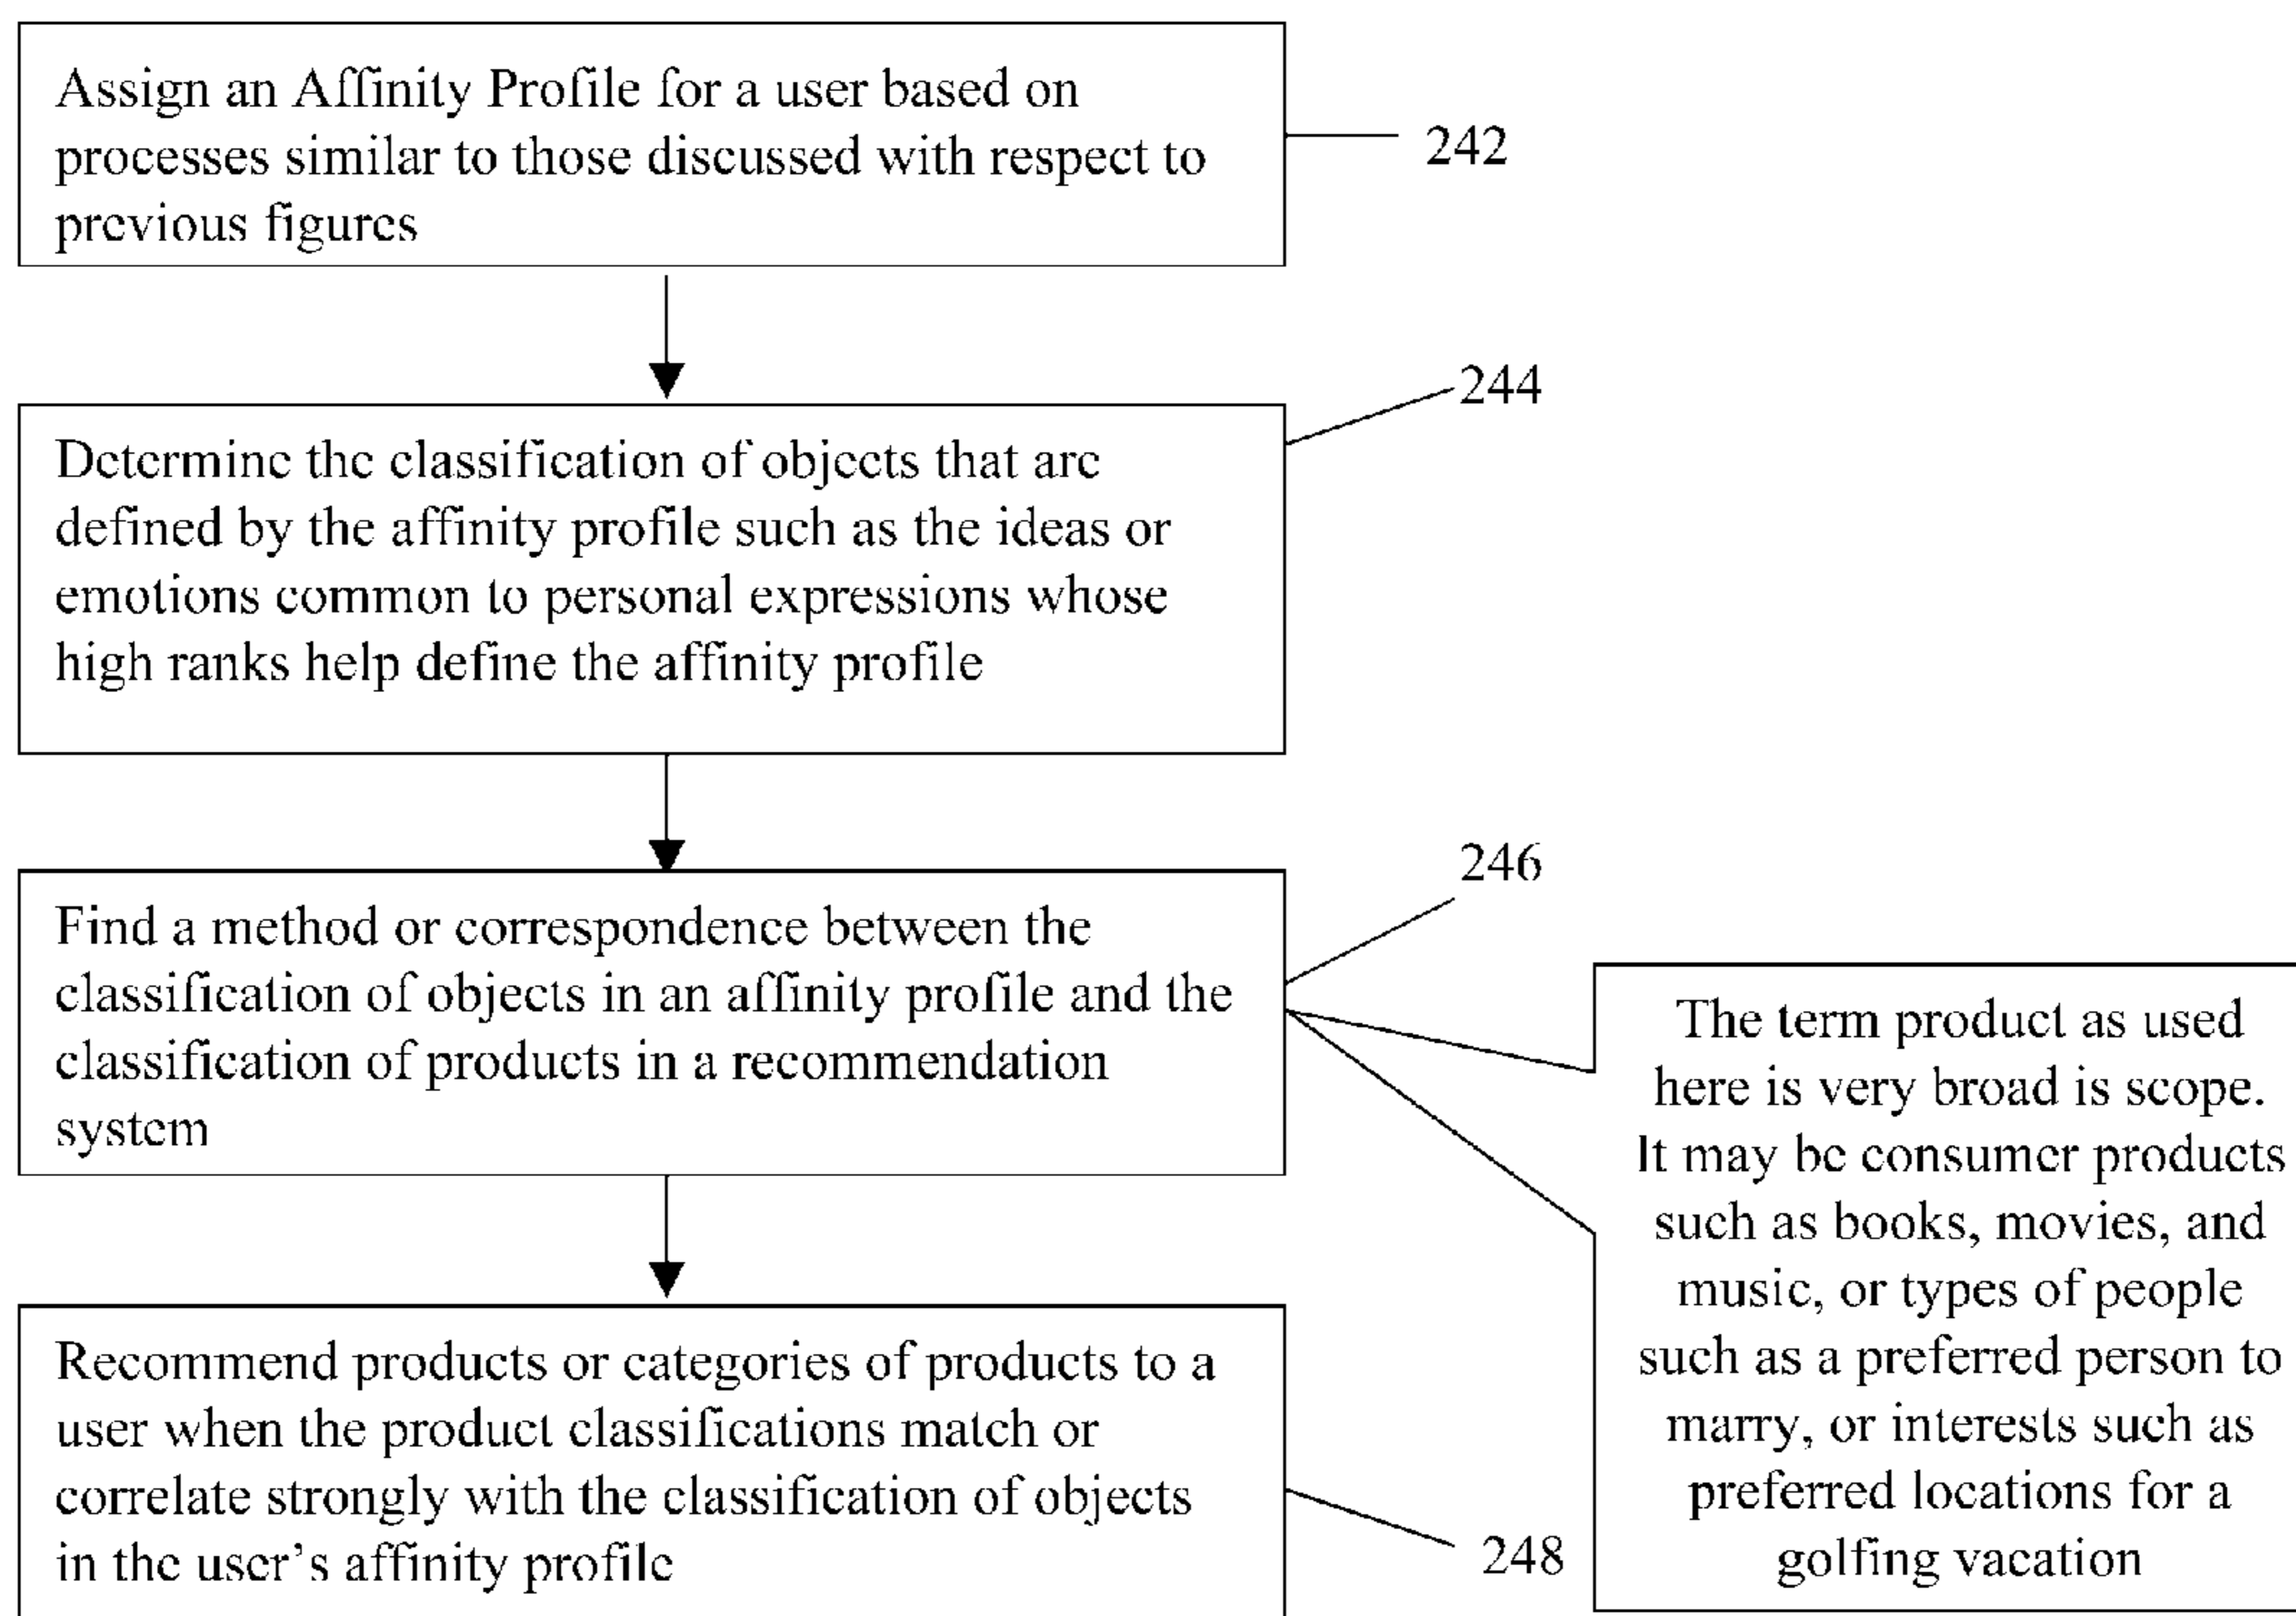 Assign an Affinity Profile for a user based on
processes similar to those discussed with respect to
previous figures
242
244
Determine the classification of objects that are
defined by the affinity profile such as the ideas or
emotions common to personal expressions whose
high ranks help define the affinity profile
246
Find a method or correspondence between the
classification of objects in an affinity profile and the
classification of products in a recommendation
system
The term product as used
here is very broad is scope.
It may be consumer products
such as books, movies, and
music, or types of people
such as a preferred person to
marry, or interests such as
preferred locations for a
golfing vacation
Recommend products or categories of products to a
user when the product classifications match or
correlate strongly with the classification of objects
in the user's affinity profile
248